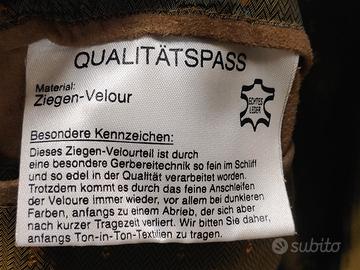 QUALITÄTSPASS
Material:
Ziegen-Velour
ECHTES
LEDER
Besondere Kennzeichen:
Dieses Ziegen-Velourteil ist durch
eine besondere Gerbereitechnik so fein im Schliff
und so edel in der Qualität verarbeitet worden.
Trotzdem kommt es durch das feine Anschleifen
der Veloure immer wieder, vor allem bei dunkleren
Farben, anfangs zu einem Abrieb, der sich aber
nach kurzer Tragezeit verliert. Wir bitten Sie daher,
anfangs Ton-in-Ton-Textilien zu tragen.
subito